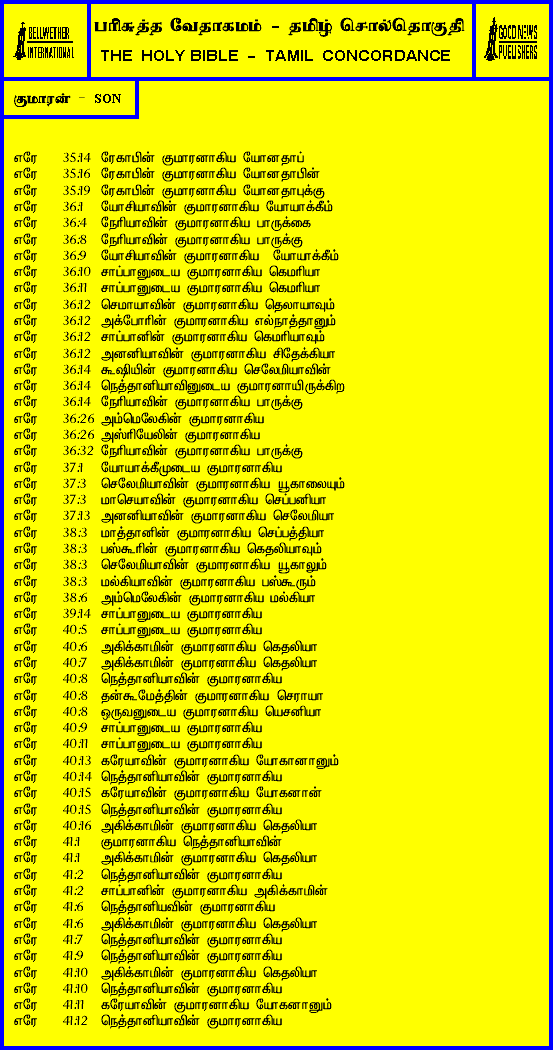 BELLWETHER INTERNATIONAL
பரிசுத்த வேதாகமம் - தமிழ் சொல்தொகுதி
THE HOLY BIBLE - TAMIL CONCORDANCE
GOOD NEWS PUBLISHERS
குமாரன் - SON
எரே 35:14 ரேகாபின் குமாரனாகிய யோனதாப்
எரே 35:16 ரேகாபின் குமாரனாகிய யோனதாபின்
எரே 35:19 ரேகாபின் குமாரனாகிய யோனதாபுக்கு
எரே 36:1 யோசியாவின் குமாரனாகிய யோயாக்கீம்
எரே 36:4 நேரியாவின் குமாரனாகிய பாருக்கை
எரே 36:8 நேரியாவின் குமாரனாகிய பாருக்கு
எரே 36:9 யோசியாவின் குமாரனாகிய யோயாக்கீம்
எரே 36:10 சாப்பானுடைய குமாரனாகிய கெமரியா
எரே 36:11 சாப்பானுடைய குமாரனாகிய கெமரியா
எரே 36:12 செமாயாவின் குமாரனாகிய தெலாயாவும்
எரே 36:12 அக்போரின் குமாரனாகிய எல்நாத்தானும்
எரே 36:12 சாப்பானின் குமாரனாகிய கெமரியாவும்
எரே 36:12 அனனியாவின் குமாரனாகிய சிதேக்கியா
எரே 36:14 கூஷியின் குமாரனாகிய செலேமியாவின்
எரே 36:14 நெத்தானியாவினுடைய குமாரனாயிருக்கிற
எரே 36:14 நேரியாவின் குமாரனாகிய பாருக்கு
எரே 36:26 அம்மெலேகின் குமாரனாகிய
எரே 36:26 அஸ்ரியேலின் குமாரனாகிய
எரே 36:32 நேரியாவின் குமாரனாகிய பாருக்கு
எரே 37:1 யோயாக்கீமுடைய குமாரனாகிய
எரே 37:3 செலேமியாவின் குமாரனாகிய யூகாலையும்
எரே 37:3 மாசெயாவின் குமாரனாகிய செப்பனியா
எரே 37:13 அனனியாவின் குமாரனாகிய செலேமியா
எரே 38:3 மாத்தானின் குமாரனாகிய செப்பத்தியா
எரே 38:3 பஸ்கூரின் குமாரனாகிய கெதலியாவும்
எரே 38:3 செலேமியாவின் குமாரனாகிய யூகாலும்
எரே 38:3 மல்கியாவின் குமாரனாகிய பஸ்கூரும்
எரே 38:6 அம்மெலேகின் குமாரனாகிய மல்கியா
எரே 39:14 சாப்பானுடைய குமாரனாகிய
எரே 40:5 சாப்பானுடைய குமாரனாகிய
எரே 40:6 அகிக்காமின் குமாரனாகிய கெதலியா
எரே 40:7 அகிக்காமின் குமாரனாகிய கெதலியா
எரே 40:8 நெத்தானியாவின் குமாரனாகிய
எரே 40:8 தன்கூமேத்தின் குமாரனாகிய செராயா
எரே 40:8 ஒருவனுடைய குமாரனாகிய யெசனியா
எரே 40:9 சாப்பானுடைய குமாரனாகிய
எரே 40:11 சாப்பானுடைய குமாரனாகிய
எரே 40:13 கரேயாவின் குமாரனாகிய யோகானானும்
எரே 40:14 நெத்தானியாவின் குமாரனாகிய
எரே 40:15 கரேயாவின் குமாரனாகிய யோகனான்
எரே 40:15 நெத்தானியாவின் குமாரனாகிய
எரே 40:16 அகிக்காமின் குமாரனாகிய கெதலியா
எரே 41:1 குமாரனாகிய நெத்தானியாவின்
எரே 41:1 அகிக்காமின் குமாரனாகிய கெதலியா
எரே 41:2 நெத்தானியாவின் குமாரனாகிய
எரே 41:2 சாப்பானின் குமாரனாகிய அகிக்காமின்
எரே 41:6 நெத்தானியவின் குமாரனாகிய
எரே 41:6 அகிக்காமின் குமாரனாகிய கெதலியா
எரே 41:7 நெத்தானியாவின் குமாரனாகிய
எரே 41:9 நெத்தானியாவின் குமாரனாகிய
எரே 41:10 அகிக்காமின் குமாரனாகிய கெதலியா
எரே 41:10 நெத்தானியாவின் குமாரனாகிய
எரே 41:11 கரேயாவின் குமாரனாகிய யோகனானும்
எரே 41:12 நெத்தானியாவின் குமாரனாகிய